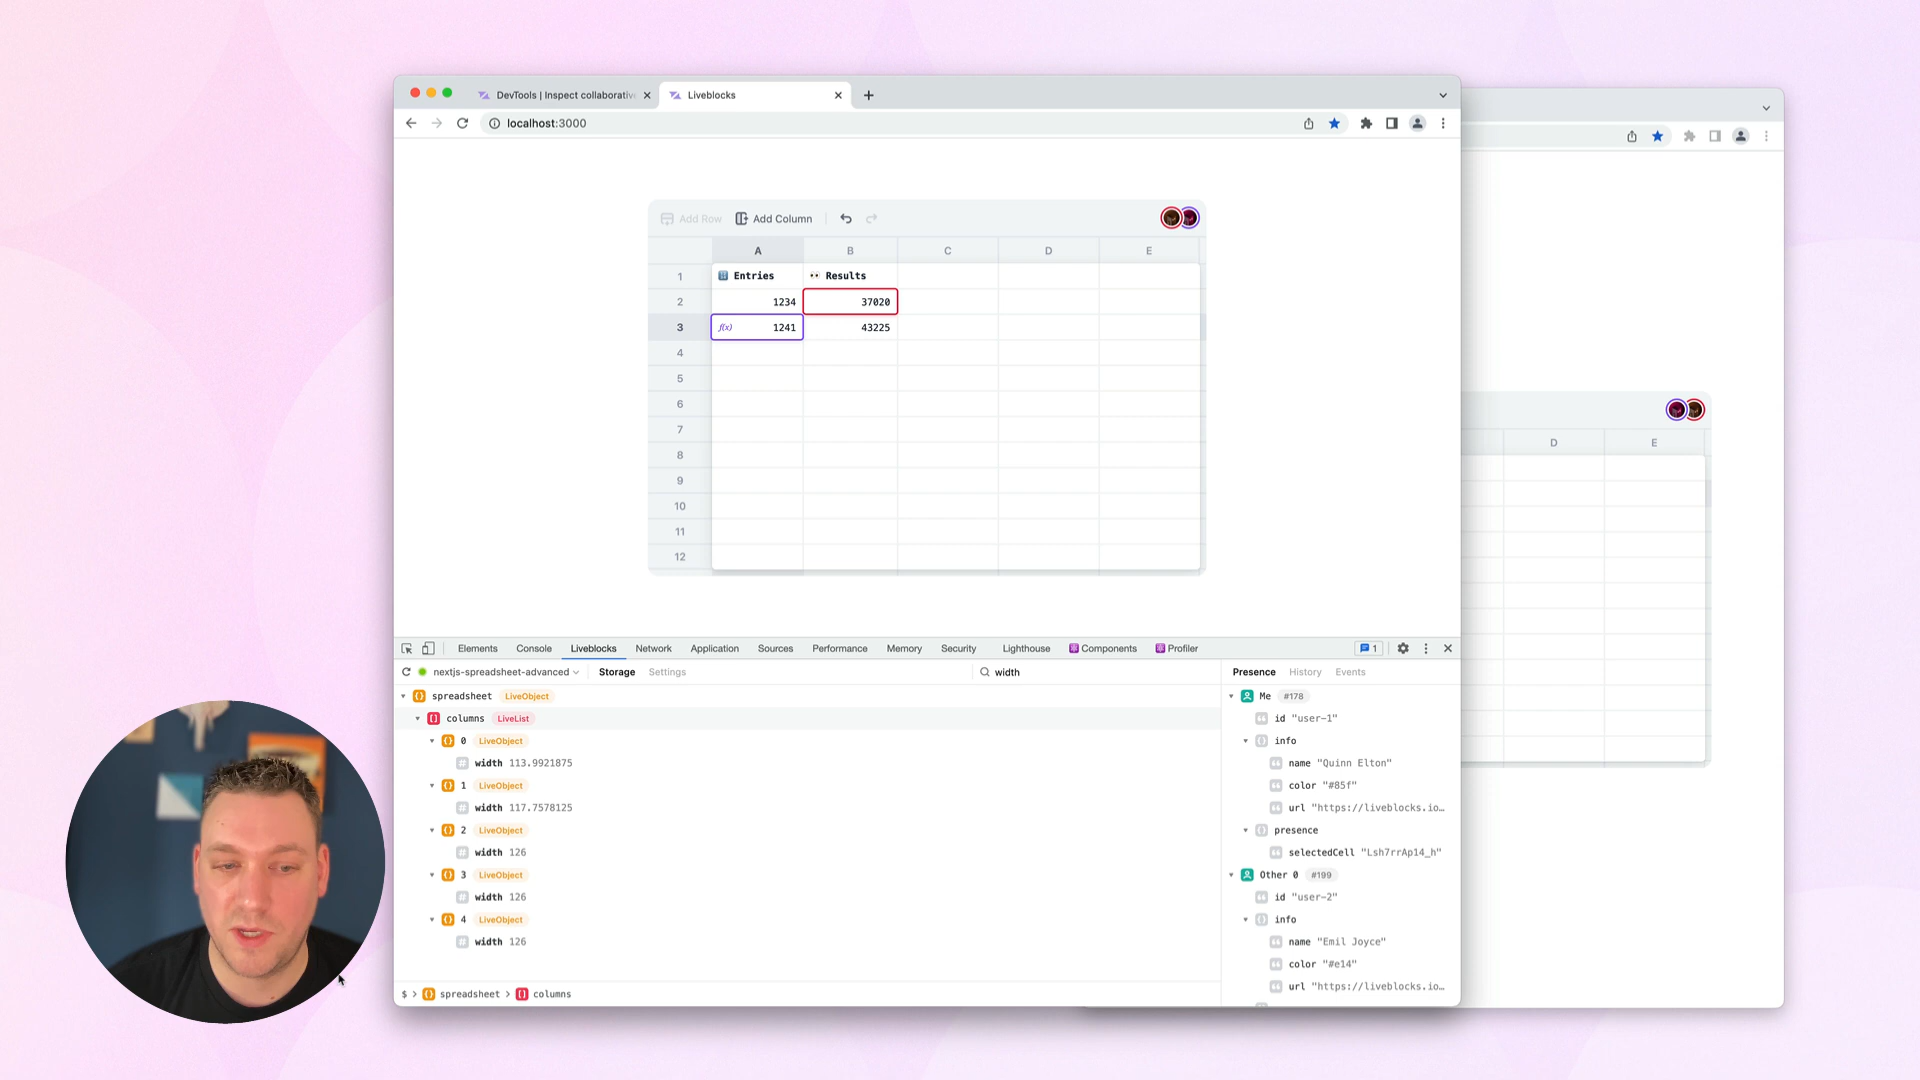 DevTools | Inspect collaborativ
Liveblocks
localhost:3000
Add Row
Add Column
A B C D E
1 Entries Results
2 1234 37020
3 f(x) 1241 43225
4
5
6
7
8
9
10
11
12
D E
Elements Console Liveblocks Network Application Sources Performance Memory Security Lighthouse Components Profiler 1
nextjs-spreadsheet-advanced Storage Settings width
spreadsheet LiveObject
columns LiveList
0 LiveObject
width 113.9921875
1 LiveObject
width 117.7578125
2 LiveObject
width 126
3 LiveObject
width 126
4 LiveObject
width 126
$ > spreadsheet > columns
Presence History Events
Me #178
id "user-1"
info
name "Quinn Elton"
color "#85f"
url "https://liveblocks.io…
presence
selectedCell "Lsh7rrAp14_h"
Other 0 #199
id "user-2"
info
name "Emil Joyce"
color "#e14"
url "https://liveblocks.io…